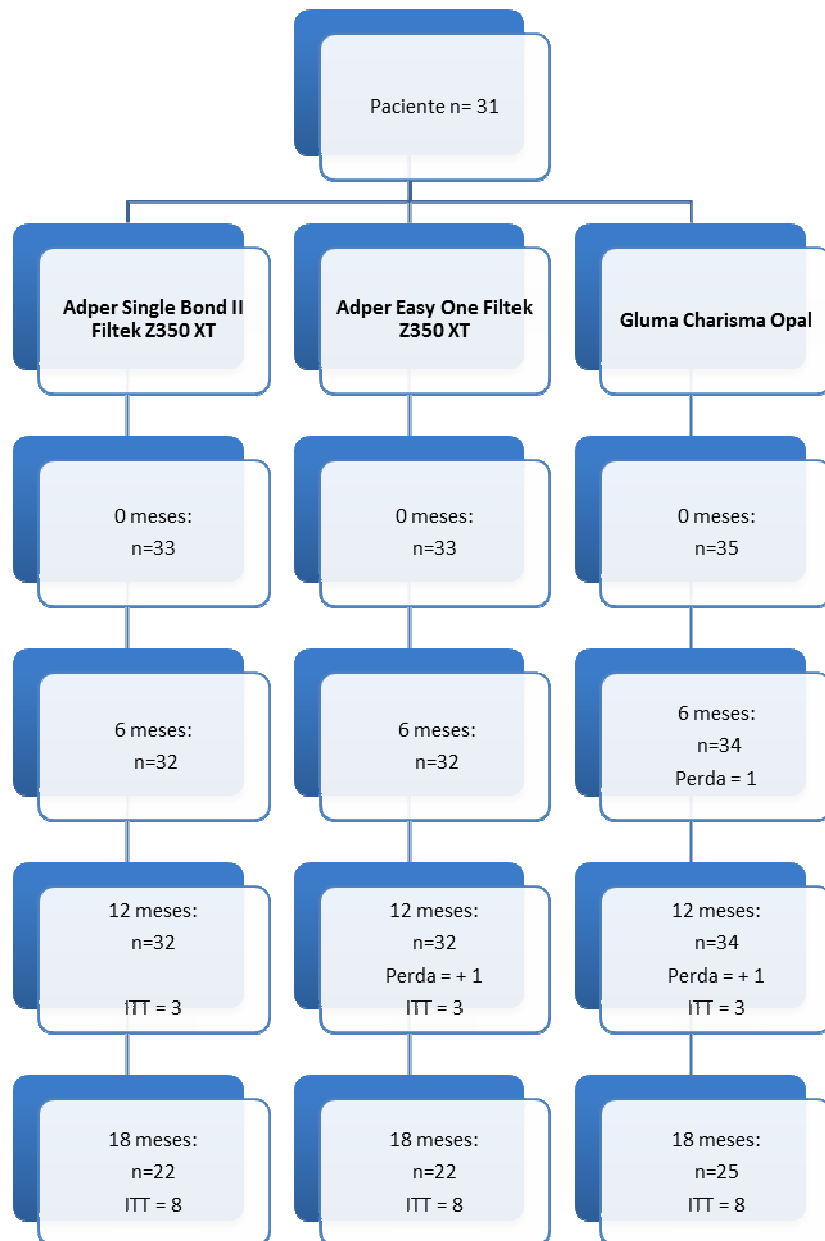 Paciente n= 31
Adper Single Bond II
Filtek Z350 XT
Adper Easy One Filtek
Z350 XT
Gluma Charisma Opal
0 meses:
n=33
0 meses:
n=33
0 meses:
n=35
6 meses:
n=32
6 meses:
n=32
6 meses:
n=34
Perda = 1
12 meses:
n=32
ITT = 3
12 meses:
n=32
Perda = + 1
ITT = 3
12 meses:
n=34
Perda = + 1
ITT = 3
18 meses:
n=22
ITT = 8
18 meses:
n=22
ITT = 8
18 meses:
n=25
ITT = 8